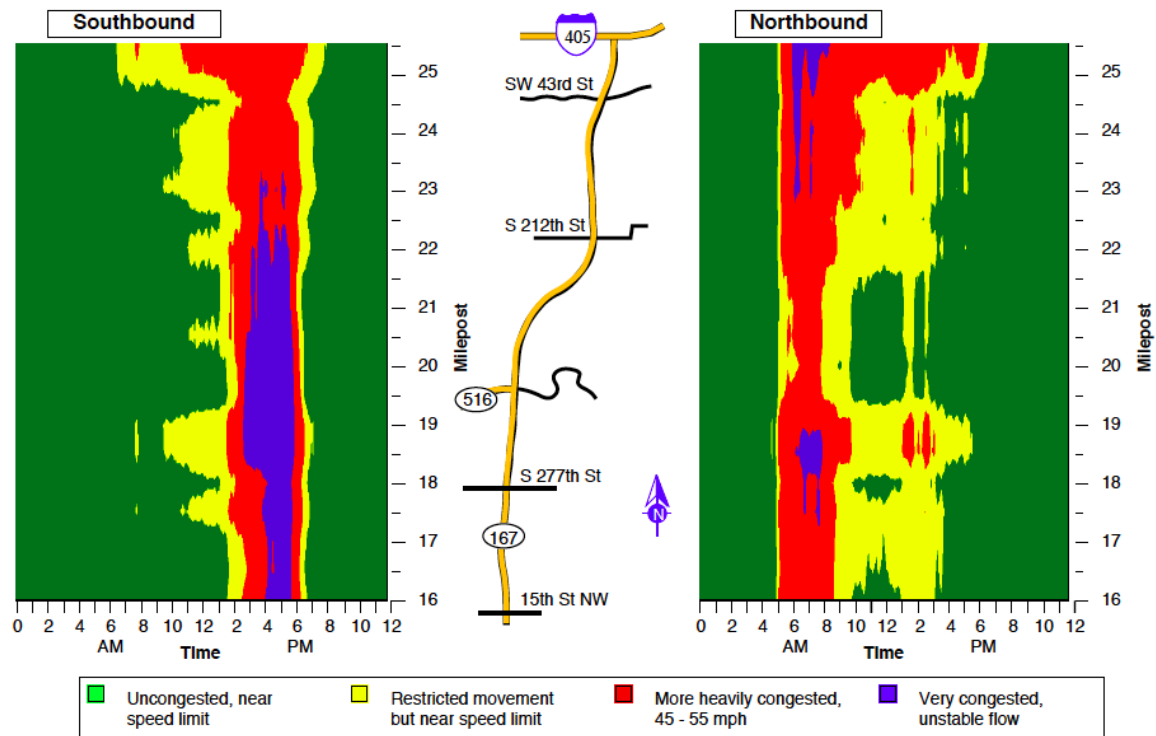 Southbound
Northbound
405
SW 43rd St
S 212th St
516
S 277th St
167
15th St NW
N
25
24
23
22
21
20
19
18
17
16
Milepost
25
24
23
22
21
20
19
18
17
16
Milepost
0 2 4 6 8 10 12 2 4 6 8 10 12
AM Time PM
0 2 4 6 8 10 12 2 4 6 8 10 12
AM Time PM
Uncongested, near
speed limit
Restricted movement
but near speed limit
More heavily congested,
45 - 55 mph
Very congested,
unstable flow